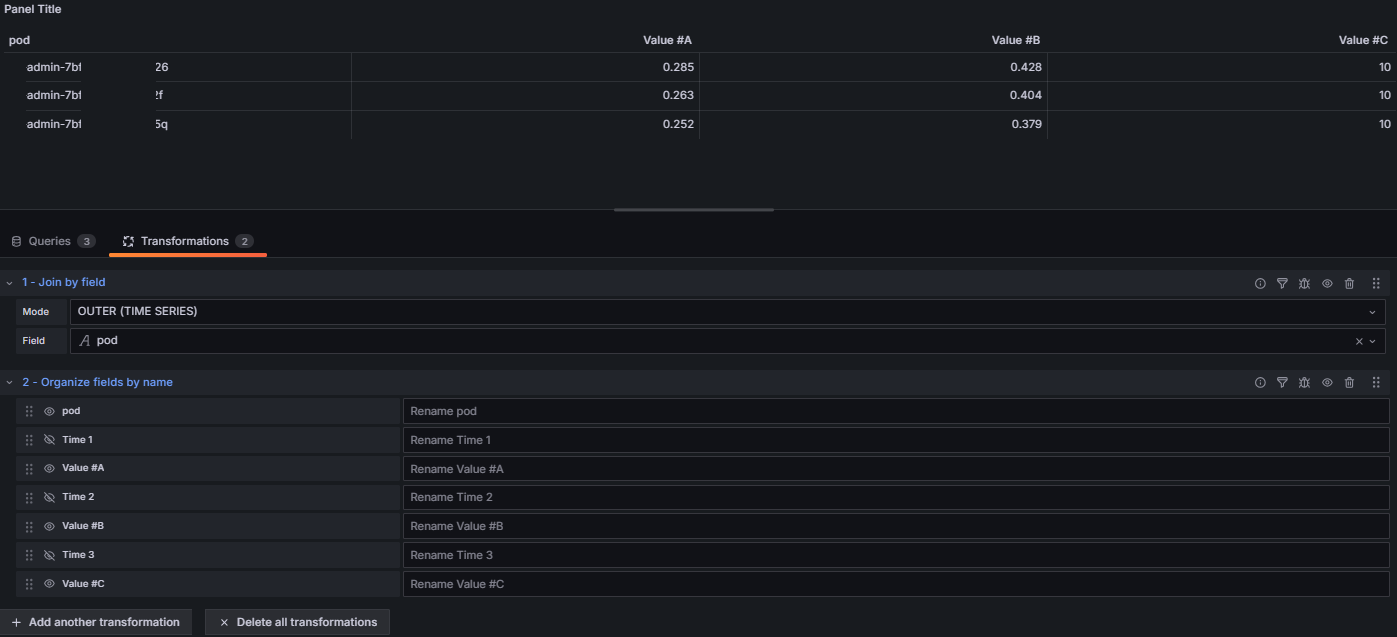 Panel Title
pod Value #A Value #B Value #C
admin-7bf 26 0.285 0.428 10
admin-7bf 2f 0.263 0.404 10
admin-7bf 5q 0.252 0.379 10
Queries 3 Transformations 2
1 - Join by field
Mode OUTER (TIME SERIES)
Field pod
2 - Organize fields by name
pod Rename pod
Time 1 Rename Time 1
Value #A Rename Value #A
Time 2 Rename Time 2
Value #B Rename Value #B
Time 3 Rename Time 3
Value #C Rename Value #C
+ Add another transformation × Delete all transformations